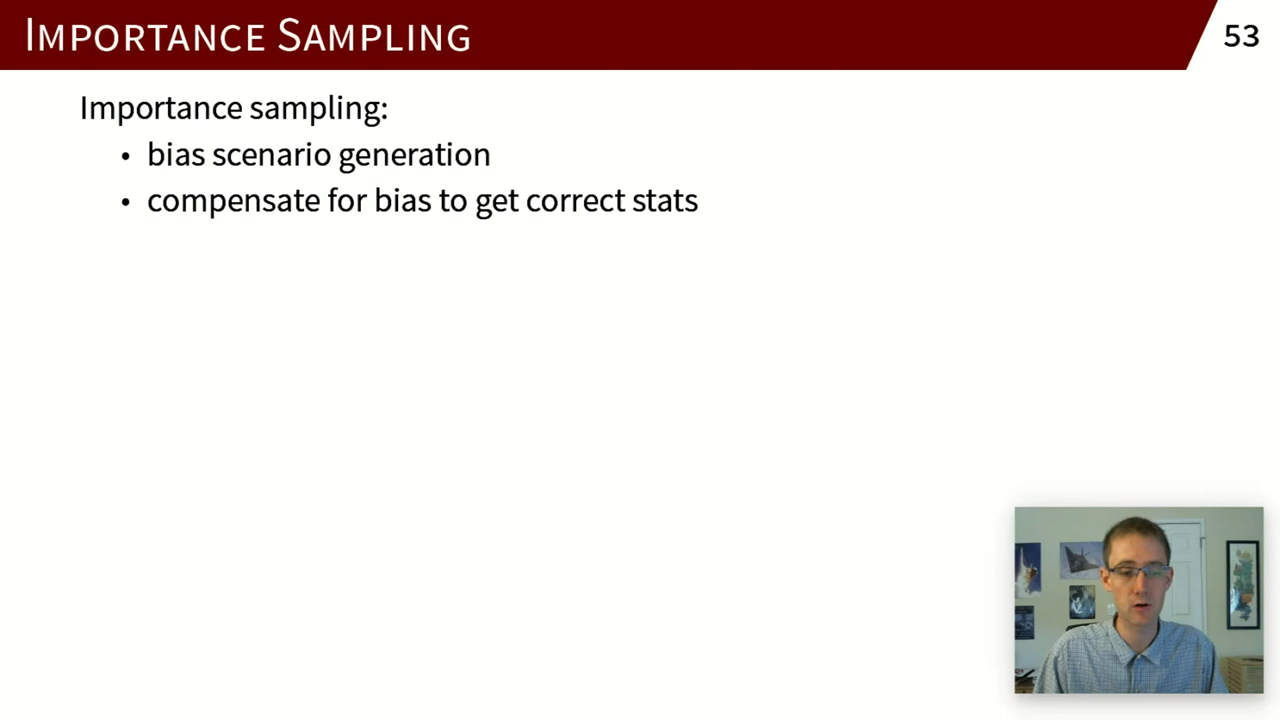 Importance Sampling
53
Importance sampling:
• bias scenario generation
• compensate for bias to get correct stats